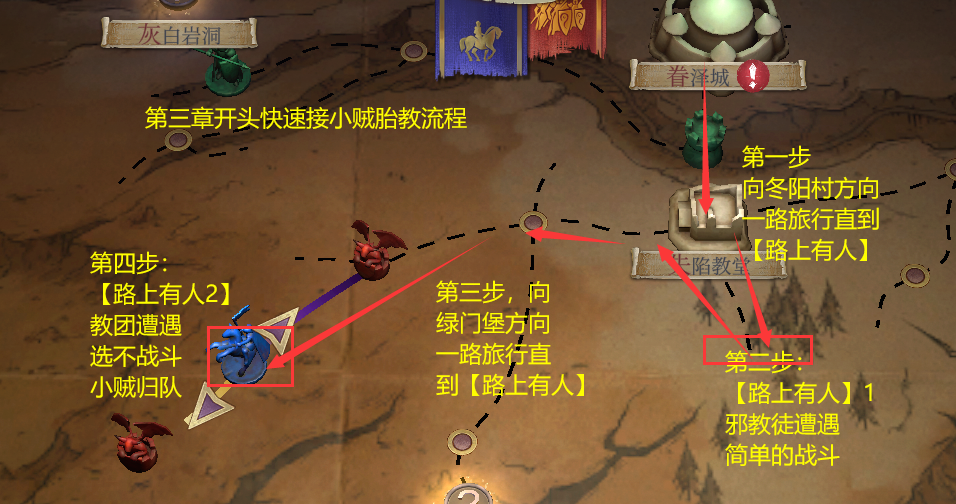 灰白岩洞
眷泽城
第三章开头快速接小贼胎教流程
第一步
向冬阳村方向
一路旅行直到
【路上有人】
失陷教堂
第四步：
【路上有人2】
教团遭遇
选不战斗
小贼归队
第三步，向
绿门堡方向
一路旅行直
到【路上有人】
第二步：
【路上有人】1
邪教徒遭遇
简单的战斗
?